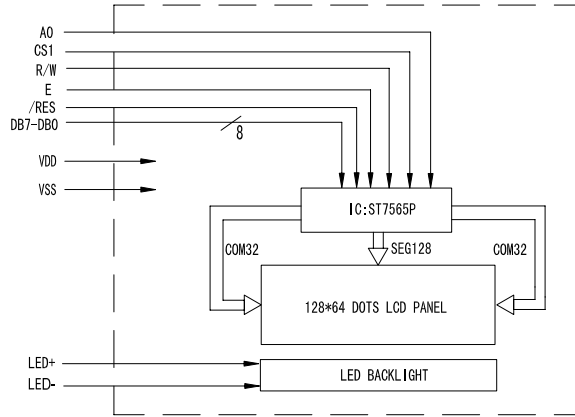 A0
CS1
R/W
E
/RES
DB7-DB0
8
VDD
VSS
IC:ST7565P
COM32
SEG128
COM32
128*64 DOTS LCD PANEL
LED+
LED-
LED BACKLIGHT